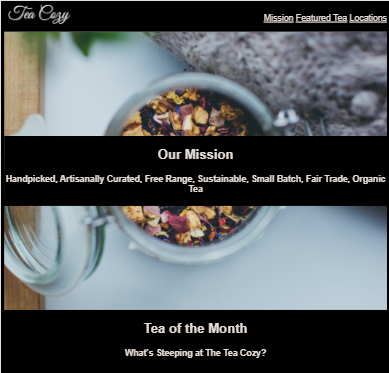 Tea Cozy
Mission Featured Tea Locations
Our Mission
Handpicked, Artisanally Curated, Free Range, Sustainable, Small Batch, Fair Trade, Organic
Tea
Tea of the Month
What's Steeping at The Tea Cozy?